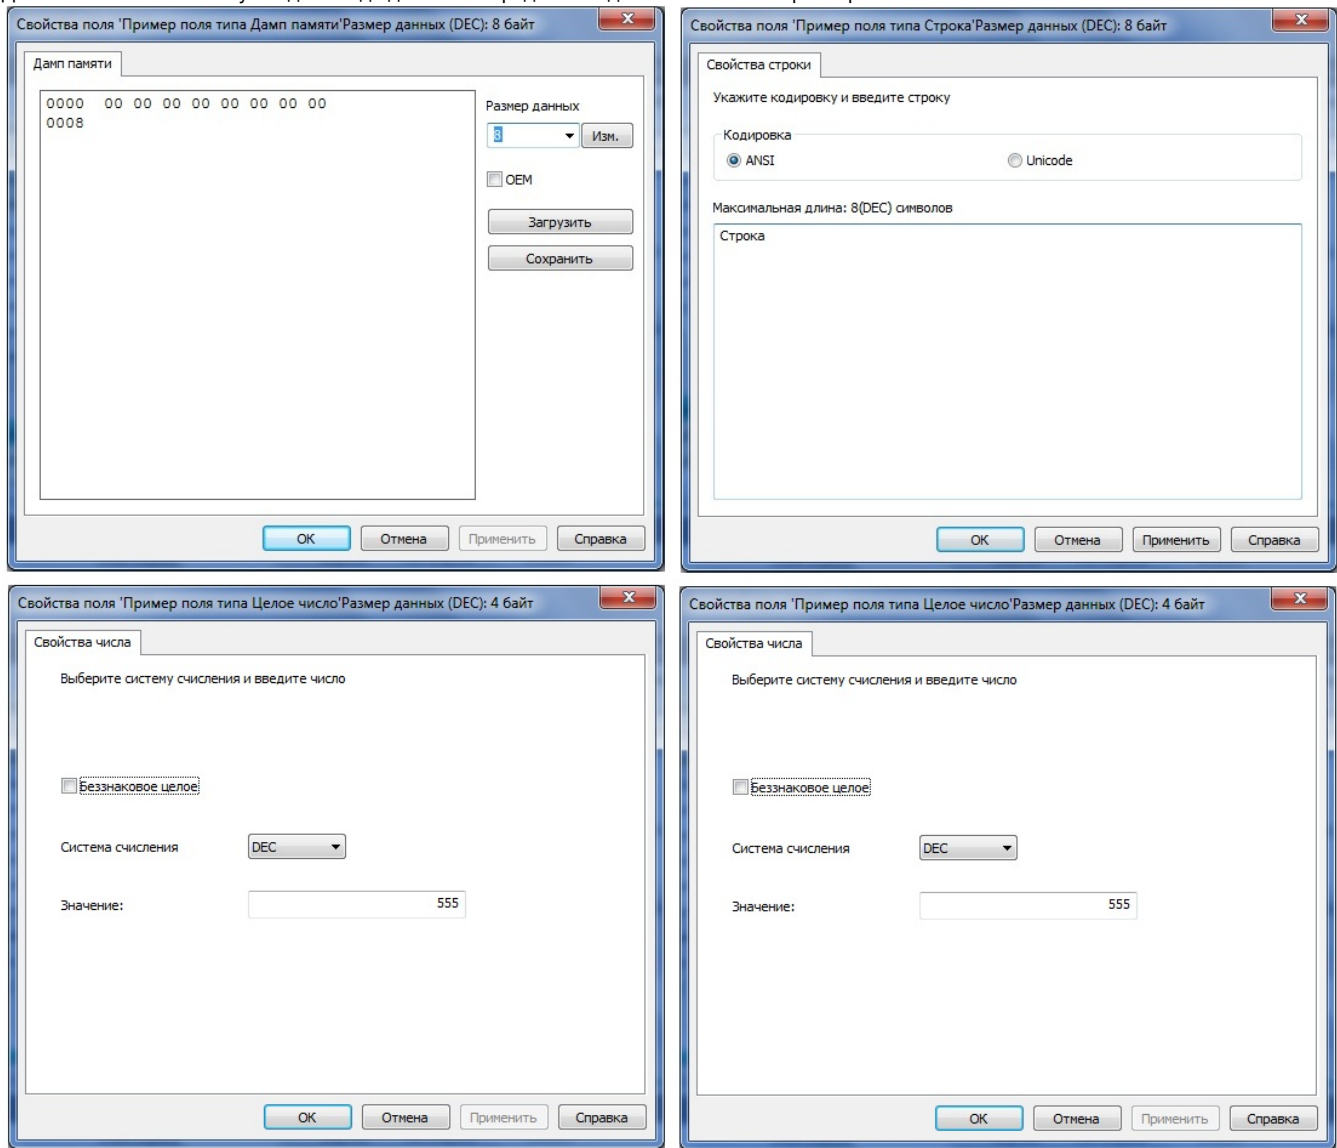 Свойства поля 'Пример поля типа Дамп памяти'Размер данных (DEC): 8 байт
Дамп памяти
0000 00 00 00 00 00 00 00 00
0008
Размер данных
8
Изм.
OEM
Загрузить
Сохранить
OK
Отмена
Применить
Справка
Свойства поля 'Пример поля типа Строка'Размер данных (DEC): 8 байт
Свойства строки
Укажите кодировку и введите строку
Кодировка
ANSI
Unicode
Максимальная длина: 8(DEC) символов
Строка
OK
Отмена
Применить
Справка
Свойства поля 'Пример поля типа Целое число'Размер данных (DEC): 4 байт
Свойства числа
Выберите систему счисления и введите число
Беззнаковое целое
Система счисления
DEC
Значение:
555
OK
Отмена
Применить
Справка
Свойства поля 'Пример поля типа Целое число'Размер данных (DEC): 4 байт
Свойства числа
Выберите систему счисления и введите число
Беззнаковое целое
Система счисления
DEC
Значение:
555
OK
Отмена
Применить
Справка